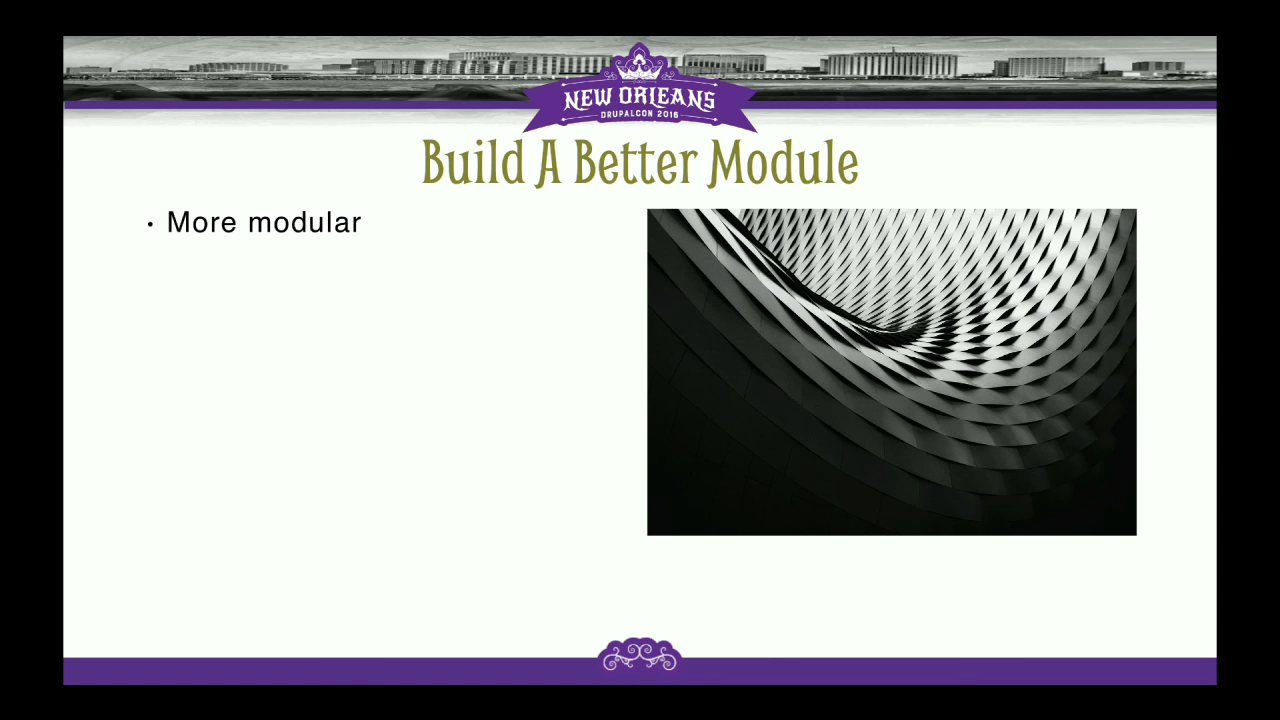 NEW ORLEANS
DRUPALCON 2016
Build A Better Module
• More modular